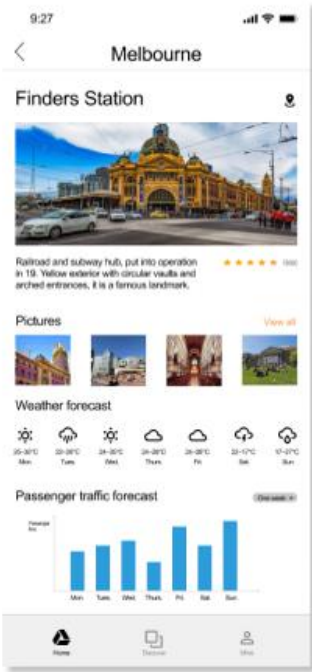 9:27
Melbourne
Finders Station
Railroad and subway hub, put into operation
in 19. Yellow exterior with circular vaults and
arched entrances, it is a famous landmark.
Pictures
View all
Weather forecast
Mon.
Tues.
Wed.
Thurs.
Fri.
Sat.
Sun.
Passenger traffic forecast
One week
Passenger
Mon.
Tues.
Wed.
Thurs.
Fri.
Sat.
Sun.
Home
Discover
Mine